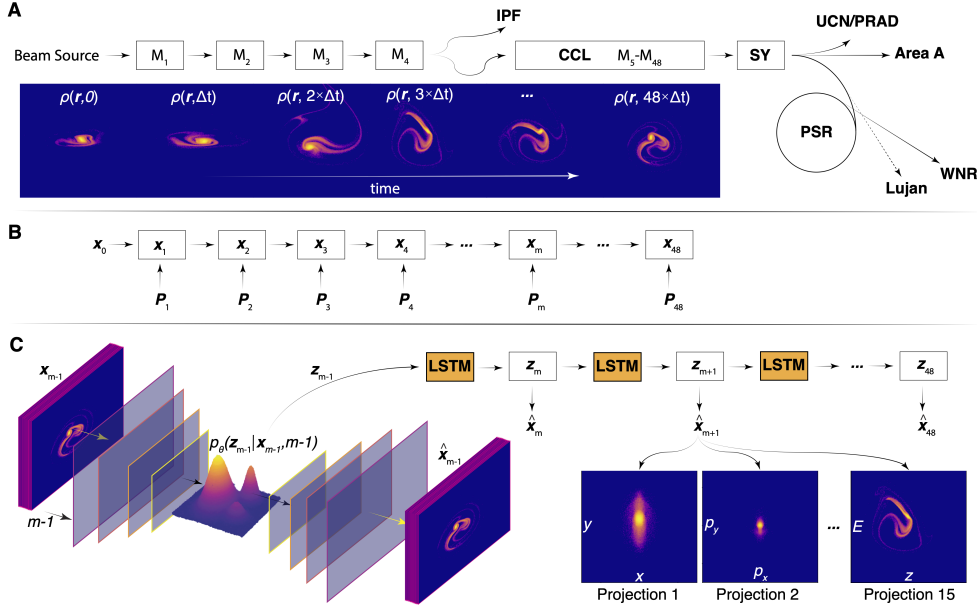 A
IPF
UCN/PRAD
Beam Source M₁ M₂ M₃ M₄ CCL M₅-M₄₈ SY Area A
ρ(r,0) ρ(r,Δt) ρ(r, 2×Δt) ρ(r, 3×Δt) ... ρ(r, 48×Δt)
PSR
time
WNR
Lujan
B
x₀ x₁ x₂ x₃ x₄ ... xₘ ... x₄₈
P₁ P₂ P₃ P₄ Pₘ P₄₈
C
xₘ₋₁ zₘ₋₁ LSTM zₘ LSTM zₘ₊₁ LSTM ... z₄₈
x̂ₘ x̂ₘ₊₁ x̂₄₈
p_θ(zₘ₋₁|xₘ₋₁,m-1)
x̂ₘ₋₁
m-1
y p_y ... E
x pₓ z
Projection 1 Projection 2 Projection 15